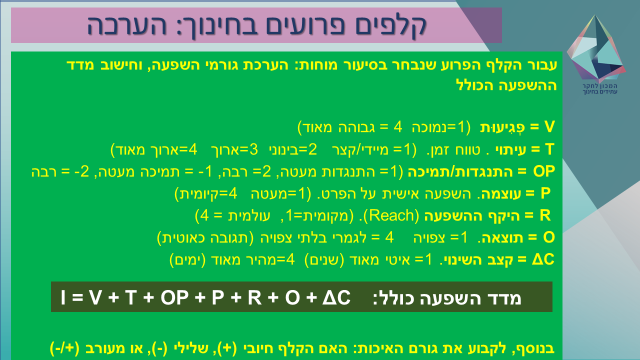 קלפים פרועים בחינוך: הערכה
המכון לחקר
עתידים בחינוך
עבור הקלף הפרוע שנבחר בסיעור מוחות: הערכת גורמי השפעה, וחישוב מדד
ההשפעה הכולל
V = פגיעוּת (1=נמוכה 4 = גבוהה מאוד)
T = עיתוי . טווח זמן. (1= מיידי/קצר 2=בינוני 3=ארוך 4=ארוך מאוד)
OP = התנגדות/תמיכה (1= התנגדות מעטה, 2= רבה, 1- = תמיכה מעטה, 2- = רבה
P = עוצמה. השפעה אישית על הפרט. (1=מעטה 4=קיומית)
R = היקף ההשפעה (Reach). (מקומית=1, עולמית = 4)
O = תוצאה. 1= צפויה 4 = לגמרי בלתי צפויה (תגובה כאוטית)
ΔC = קצב השינוי. 1= איטי מאוד (שנים) 4=מהיר מאוד (ימים)
מדד השפעה כולל: I = V + T + OP + P + R + O + ΔC
בנוסף, לקבוע את גורם האיכות: האם הקלף חיובי (+), שלילי (-), או מעורב (+/-)